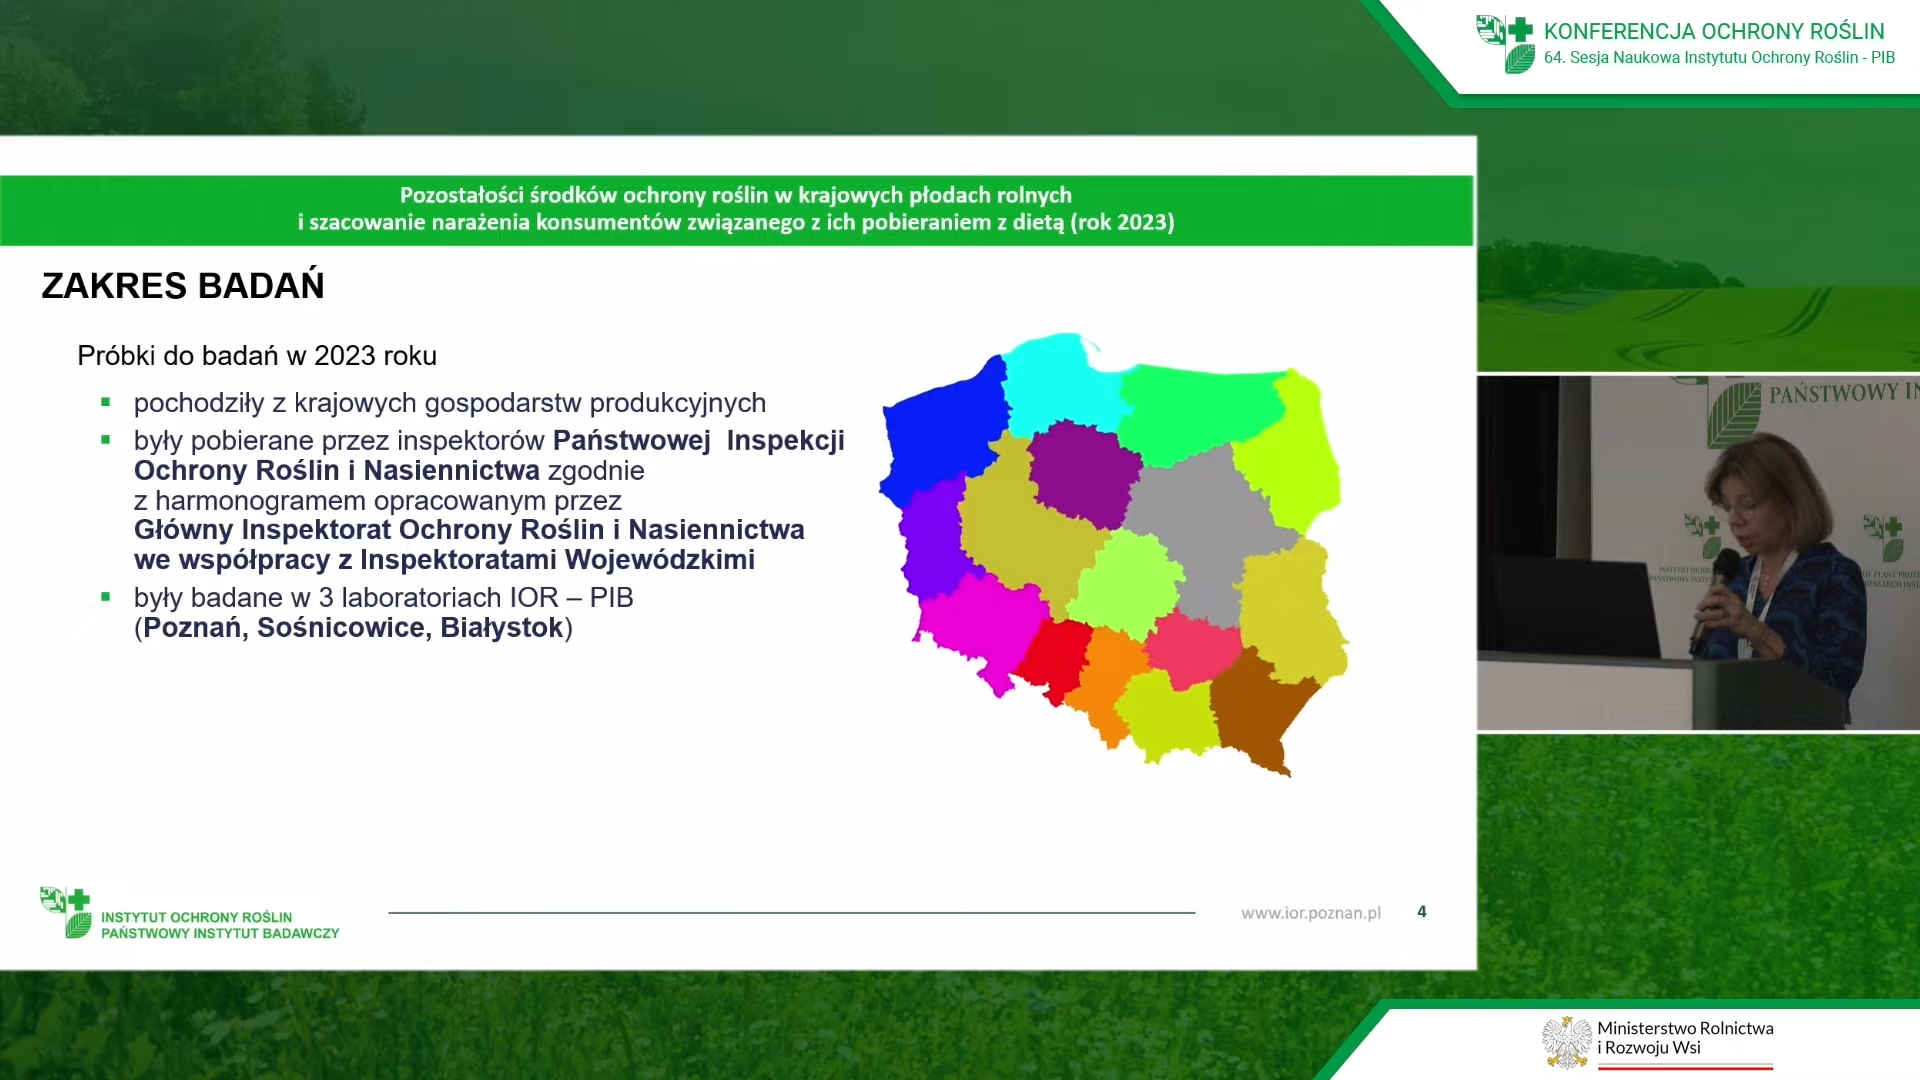 KONFERENCJA OCHRONY ROŚLIN
64. Sesja Naukowa Instytutu Ochrony Roślin - PIB
Pozostałości środków ochrony roślin w krajowych płodach rolnych
i szacowanie narażenia konsumentów związanego z ich pobieraniem z dietą (rok 2023)
ZAKRES BADAŃ
Próbki do badań w 2023 roku
▪ pochodziły z krajowych gospodarstw produkcyjnych
▪ były pobierane przez inspektorów Państwowej Inspekcji
Ochrony Roślin i Nasiennictwa zgodnie
z harmonogramem opracowanym przez
Główny Inspektorat Ochrony Roślin i Nasiennictwa
we współpracy z Inspektoratami Wojewódzkimi
▪ były badane w 3 laboratoriach IOR – PIB
(Poznań, Sośnicowice, Białystok)
INSTYTUT OCHRONY ROŚLIN
PAŃSTWOWY INSTYTUT BADAWCZY
www.ior.poznan.pl
4
PAŃSTWOWY IN
Ministerstwo Rolnictwa
i Rozwoju Wsi